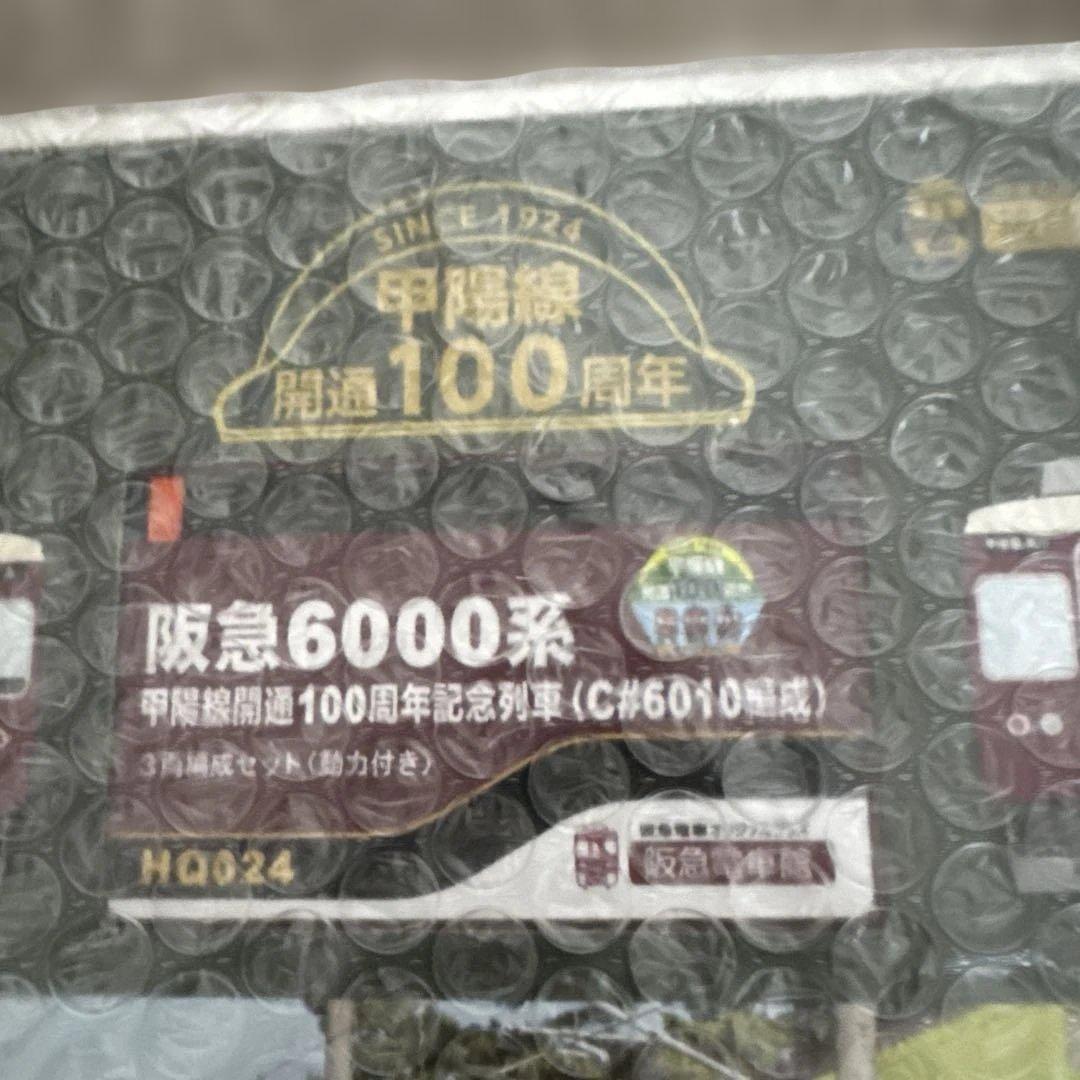 SINCE 1924
甲陽線
開通100周年
阪急6000系
甲陽線開通100周年記念列車(C#6010編成)
3両編成セット(動力付き)
HQ024
阪急電車